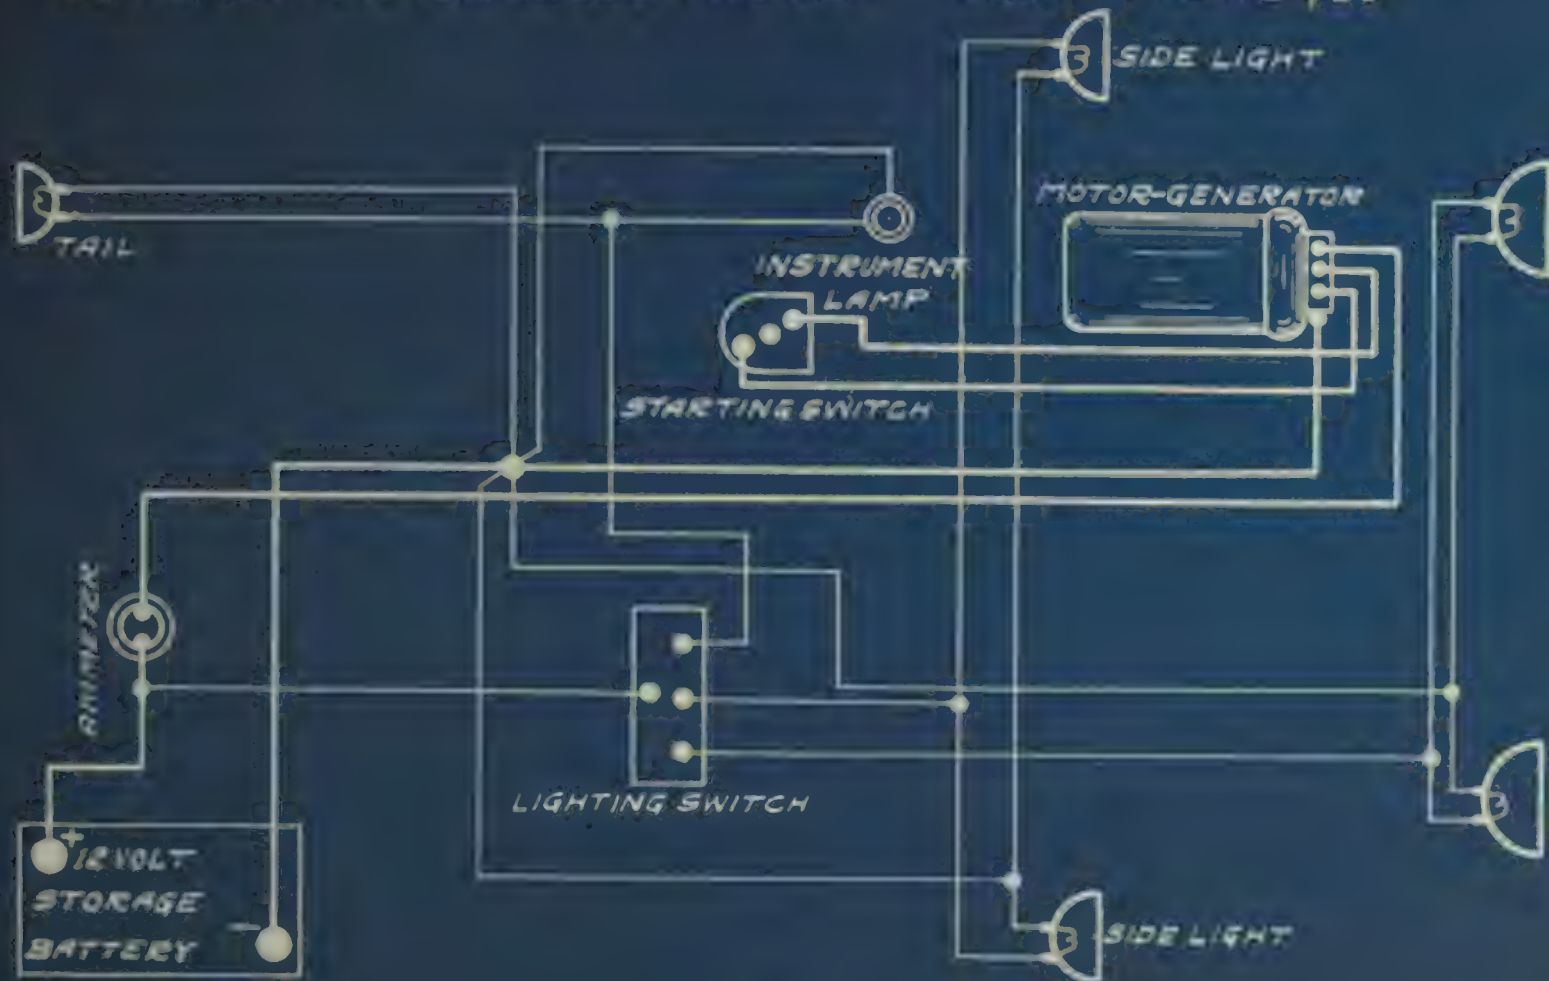 SIDE LIGHT
MOTOR-GENERATOR
TAIL
INSTRUMENT
LAMP
STARTING SWITCH
AMMETER
LIGHTING SWITCH
+ 12 VOLT
STORAGE
BATTERY -
SIDE LIGHT